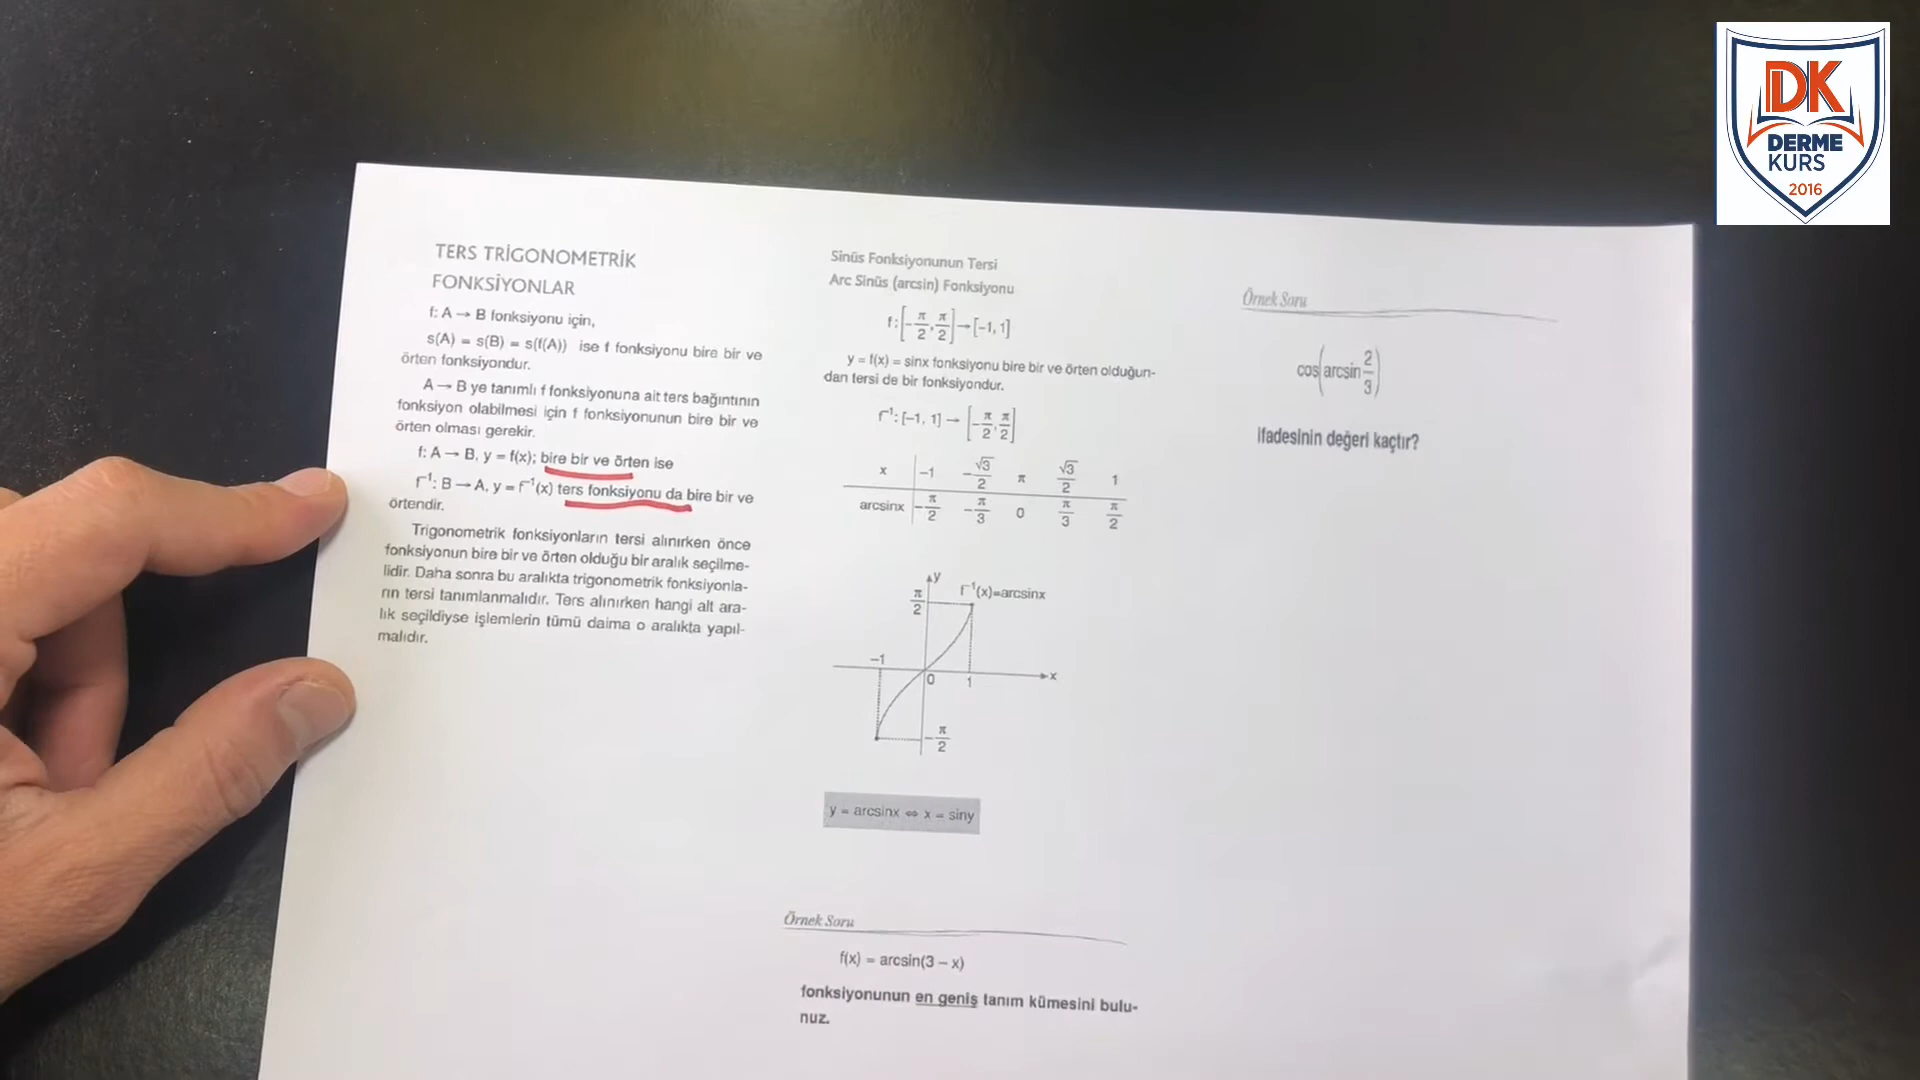 DK
DERME
KURS
2016
TERS TRİGONOMETRİK
FONKSİYONLAR
f: A → B fonksiyonu için,
s(A) = s(B) = s(f(A)) ise f fonksiyonu bire bir ve
örten fonksiyondur.
A → B ye tanımlı f fonksiyonuna ait ters bağıntının
fonksiyon olabilmesi için f fonksiyonunun bire bir ve
örten olması gerekir.
f: A → B, y = f(x); bire bir ve örten ise
f⁻¹: B → A, y = f⁻¹(x) ters fonksiyonu da bire bir ve
örtendir.
Trigonometrik fonksiyonların tersi alınırken önce
fonksiyonun bire bir ve örten olduğu bir aralık seçilme-
lidir. Daha sonra bu aralıkta trigonometrik fonksiyonla-
rın tersi tanımlanmalıdır. Ters alınırken hangi alt ara-
lık seçildiyse işlemlerin tümü daima o aralıkta yapıl-
malıdır.
Sinüs Fonksiyonunun Tersi
Arc Sinüs (arcsin) Fonksiyonu
f: [-π/2, π/2] → [-1, 1]
y = f(x) = sinx fonksiyonu bire bir ve örten olduğun-
dan tersi de bir fonksiyondur.
f⁻¹: [-1, 1] → [-π/2, π/2]
x -1 -√3/2 π √3/2 1
arcsinx -π/2 -π/3 0 π/3 π/2
y
π/2
f⁻¹(x)=arcsinx
-1
0
1
x
-π/2
y = arcsinx ⇔ x = siny
Örnek Soru
f(x) = arcsin(3 – x)
fonksiyonunun en geniş tanım kümesini bulu-
nuz.
Örnek Soru
cos(arcsin 2/3)
ifadesinin değeri kaçtır?